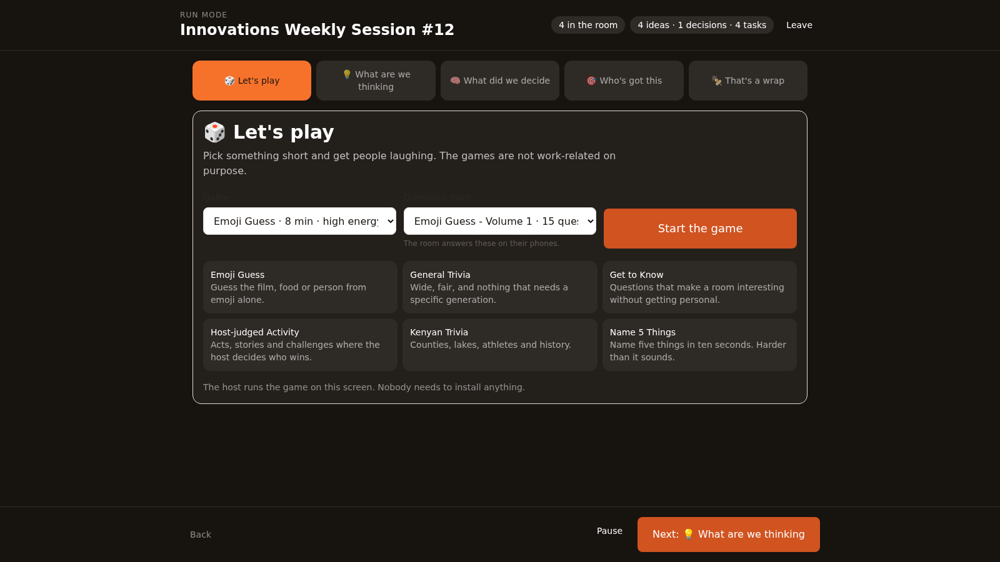 RUN MODE
Innovations Weekly Session #12
4 in the room
4 ideas · 1 decisions · 4 tasks
Leave
🎲 Let's play
💡 What are we
thinking
🧠 What did we decide
🎯 Who's got this
That's a wrap
🎲 Let's play
Pick something short and get people laughing. The games are not work-related on
purpose.
Game
Questions from
Emoji Guess · 8 min · high energy
Emoji Guess - Volume 1 · 15 ques
Start the game
The room answers these on their phones.
Emoji Guess
Guess the film, food or person from
emoji alone.
General Trivia
Wide, fair, and nothing that needs a
specific generation.
Get to Know
Questions that make a room interesting
without getting personal.
Host-judged Activity
Acts, stories and challenges where the
host decides who wins.
Kenyan Trivia
Counties, lakes, athletes and history.
Name 5 Things
Name five things in ten seconds. Harder
than it sounds.
The host runs the game on this screen. Nobody needs to install anything.
Back
Pause
Next: 💡 What are we thinking